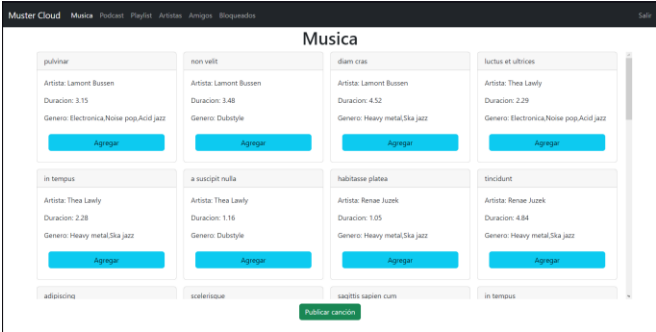 Muster Cloud Musica Podcast Playlist Artistas Amigos Bloqueados Salir
Musica
pulvinar non velit diam cras luctus et ultrices
Artista: Lamont Bussen Artista: Lamont Bussen Artista: Lamont Bussen Artista: Thea Lawly
Duracion: 3.15 Duracion: 3.48 Duracion: 4.52 Duracion: 2.29
Genero: Electronica,Noise pop,Acid jazz Genero: Dubstyle Genero: Heavy metal,Ska jazz Genero: Electronica,Noise pop,Acid jazz
Agregar Agregar Agregar Agregar
in tempus a suscipit nulla habitasse platea tincidunt
Artista: Thea Lawly Artista: Thea Lawly Artista: Renae Juzek Artista: Renae Juzek
Duracion: 2.28 Duracion: 1.16 Duracion: 1.05 Duracion: 4.84
Genero: Heavy metal,Ska jazz Genero: Dubstyle Genero: Heavy metal,Ska jazz Genero: Heavy metal,Ska jazz
Agregar Agregar Agregar Agregar
adipiscing scelerisque sagittis sapien cum in tempus
Publicar canción